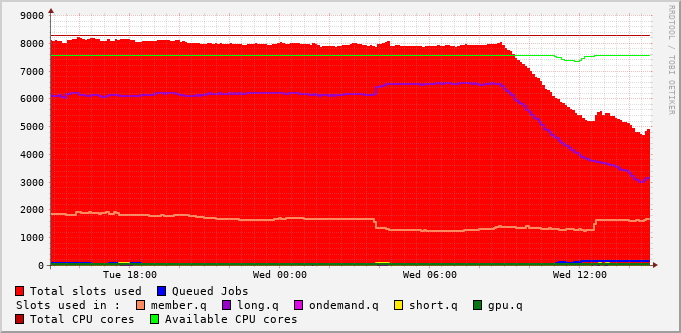 9000
8000
7000
6000
5000
4000
3000
2000
1000
0
Tue 18:00 Wed 00:00 Wed 06:00 Wed 12:00
Total slots used Queued Jobs
Slots used in : member.q long.q ondemand.q short.q gpu.q
Total CPU cores Available CPU cores
RRDTOOL / TOBI OETIKER